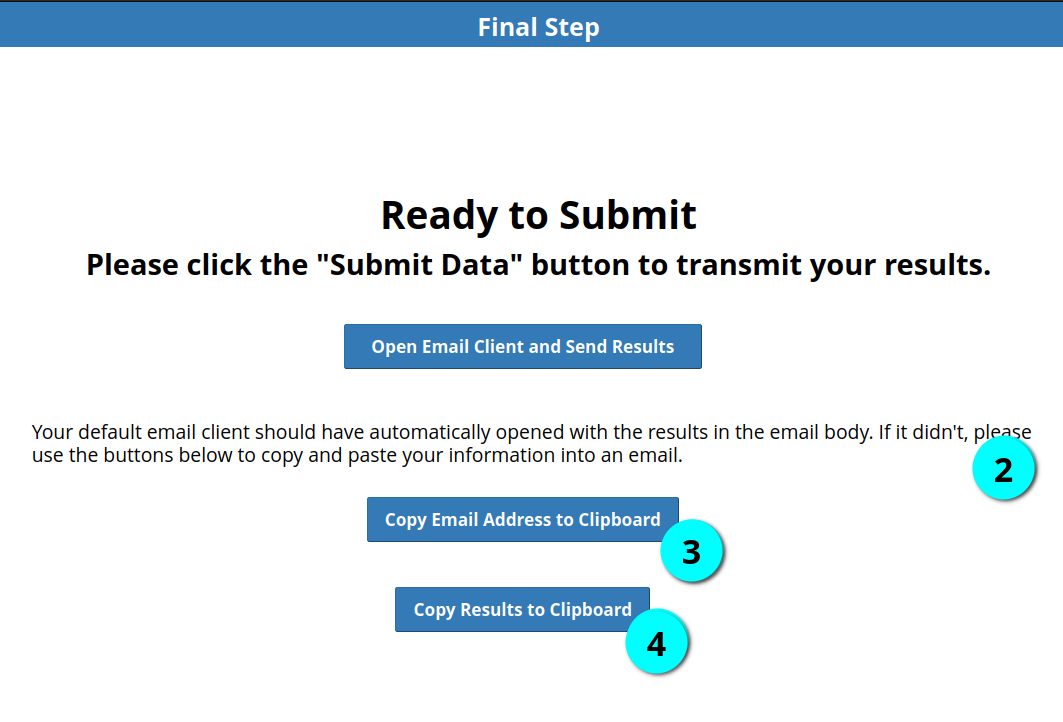 Final Step
Ready to Submit
Please click the "Submit Data" button to transmit your results.
Open Email Client and Send Results
Your default email client should have automatically opened with the results in the email body. If it didn't, please
use the buttons below to copy and paste your information into an email.
2
Copy Email Address to Clipboard
3
Copy Results to Clipboard
4